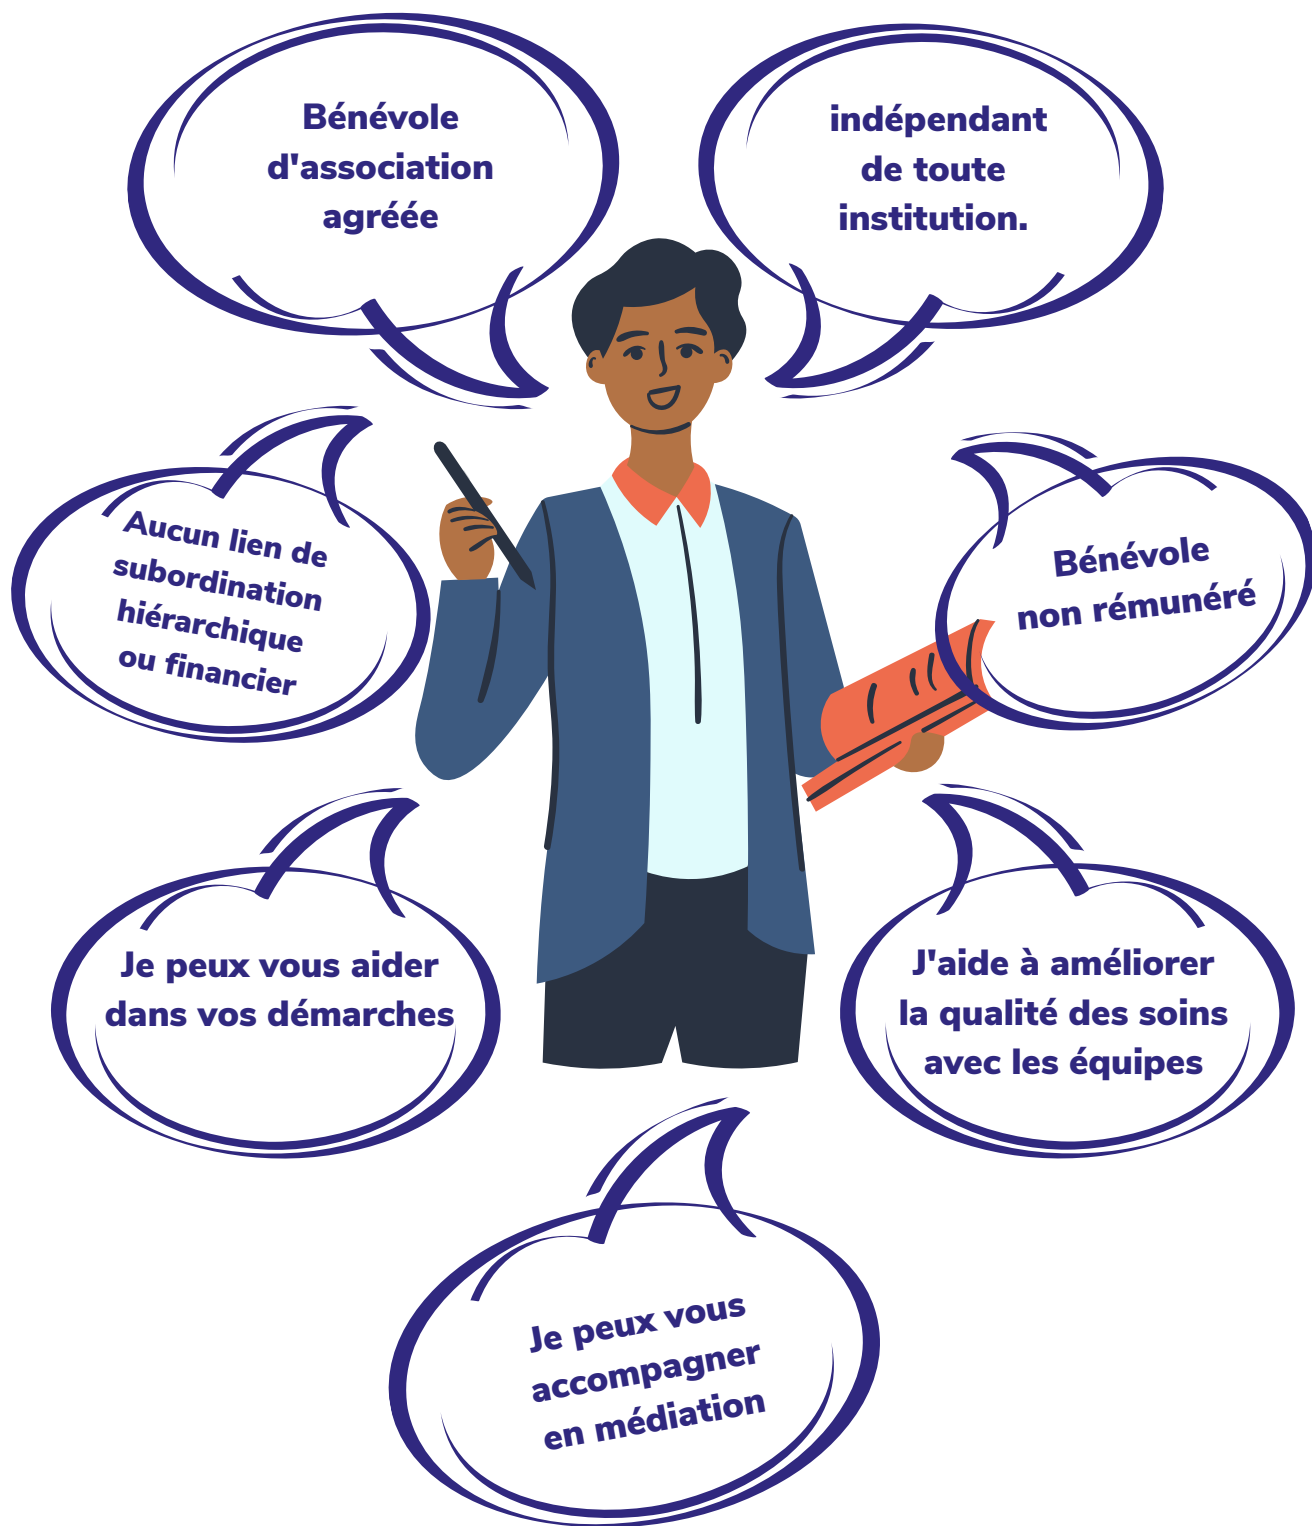 Bénévole
d'association
agréée
indépendant
de toute
institution.
Aucun lien de
subordination
hiérarchique
ou financier
Bénévole
non rémunéré
Je peux vous aider
dans vos démarches
J'aide à améliorer
la qualité des soins
avec les équipes
Je peux vous
accompagner
en médiation